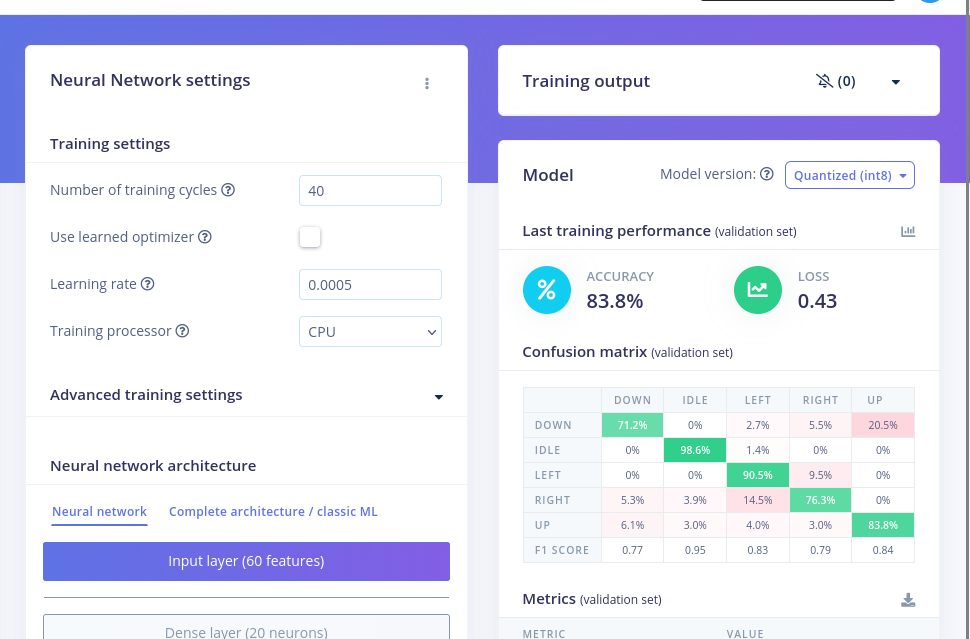 Neural Network settings
Training settings
Number of training cycles
40
Use learned optimizer
Learning rate
0.0005
Training processor
CPU
Advanced training settings
Neural network architecture
Neural network
Complete architecture / classic ML
Input layer (60 features)
Dense layer (20 neurons)
Training output
(0)
Model
Model version:
Quantized (int8)
Last training performance (validation set)
%
ACCURACY
83.8%
LOSS
0.43
Confusion matrix (validation set)
DOWN IDLE LEFT RIGHT UP
DOWN 71.2% 0% 2.7% 5.5% 20.5%
IDLE 0% 98.6% 1.4% 0% 0%
LEFT 0% 0% 90.5% 9.5% 0%
RIGHT 5.3% 3.9% 14.5% 76.3% 0%
UP 6.1% 3.0% 4.0% 3.0% 83.8%
F1 SCORE 0.77 0.95 0.83 0.79 0.84
Metrics (validation set)
METRIC VALUE